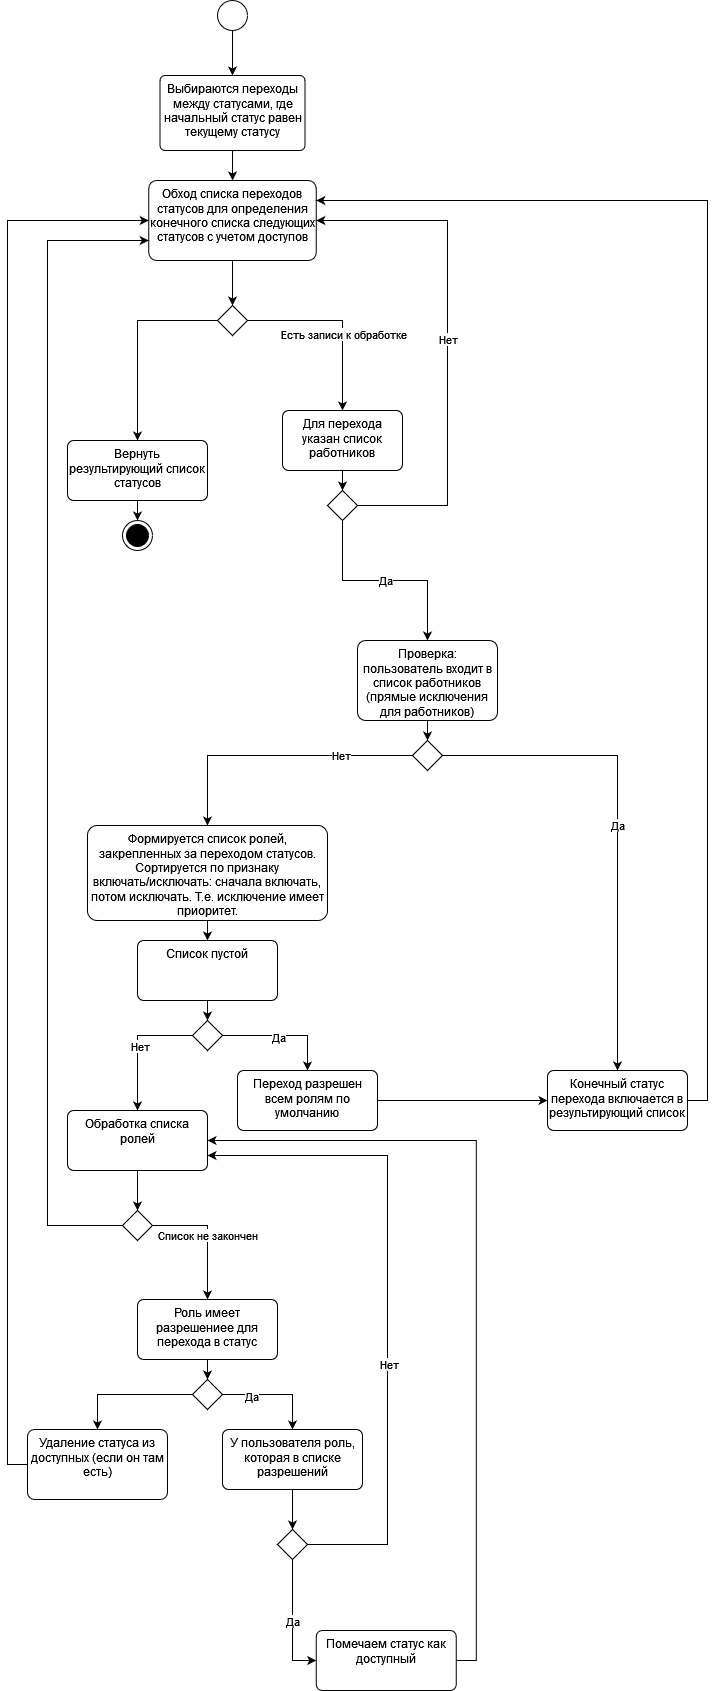 Выбираются переходы
между статусами, где
начальный статус равен
текущему статусу
Обход списка переходов
статусов для определения
конечного списка следующих
статусов с учетом доступов
Есть записи к обработке
Нет
Для перехода
указан список
работников
Вернуть
результирующий список
статусов
Да
Проверка:
пользователь входит в
список работников
(прямые исключения
для работников)
Нет
Да
Формируется список ролей,
закрепленных за переходом статусов.
Сортируется по признаку
включать/исключать: сначала включать,
потом исключать. Т.е. исключение имеет
приоритет.
Список пустой
Нет
Да
Переход разрешен
всем ролям по
умолчанию
Конечный статус
перехода включается в
результирующий список
Обработка списка
ролей
Список не закончен
Роль имеет
разрешениее для
перехода в статус
Нет
Да
Удаление статуса из
доступных (если он там
есть)
У пользователя роль,
которая в списке
разрешений
Да
Помечаем статус как
доступный